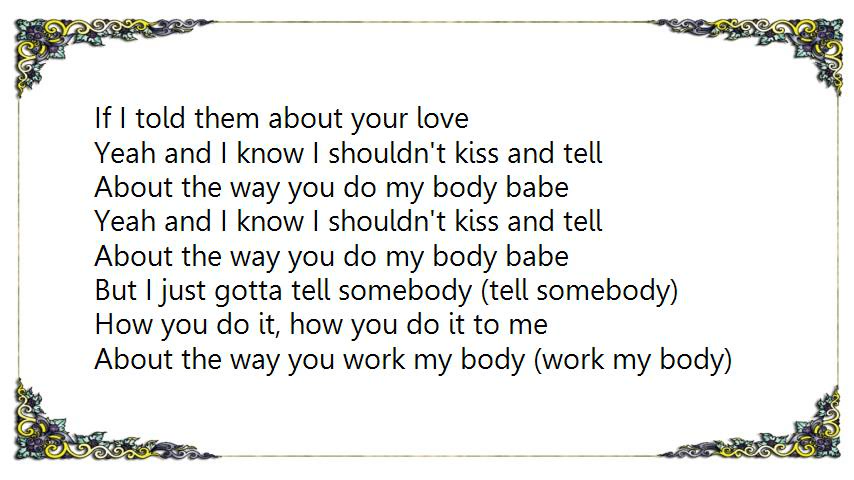 If I told them about your love
Yeah and I know I shouldn't kiss and tell
About the way you do my body babe
Yeah and I know I shouldn't kiss and tell
About the way you do my body babe
But I just gotta tell somebody (tell somebody)
How you do it, how you do it to me
About the way you work my body (work my body)